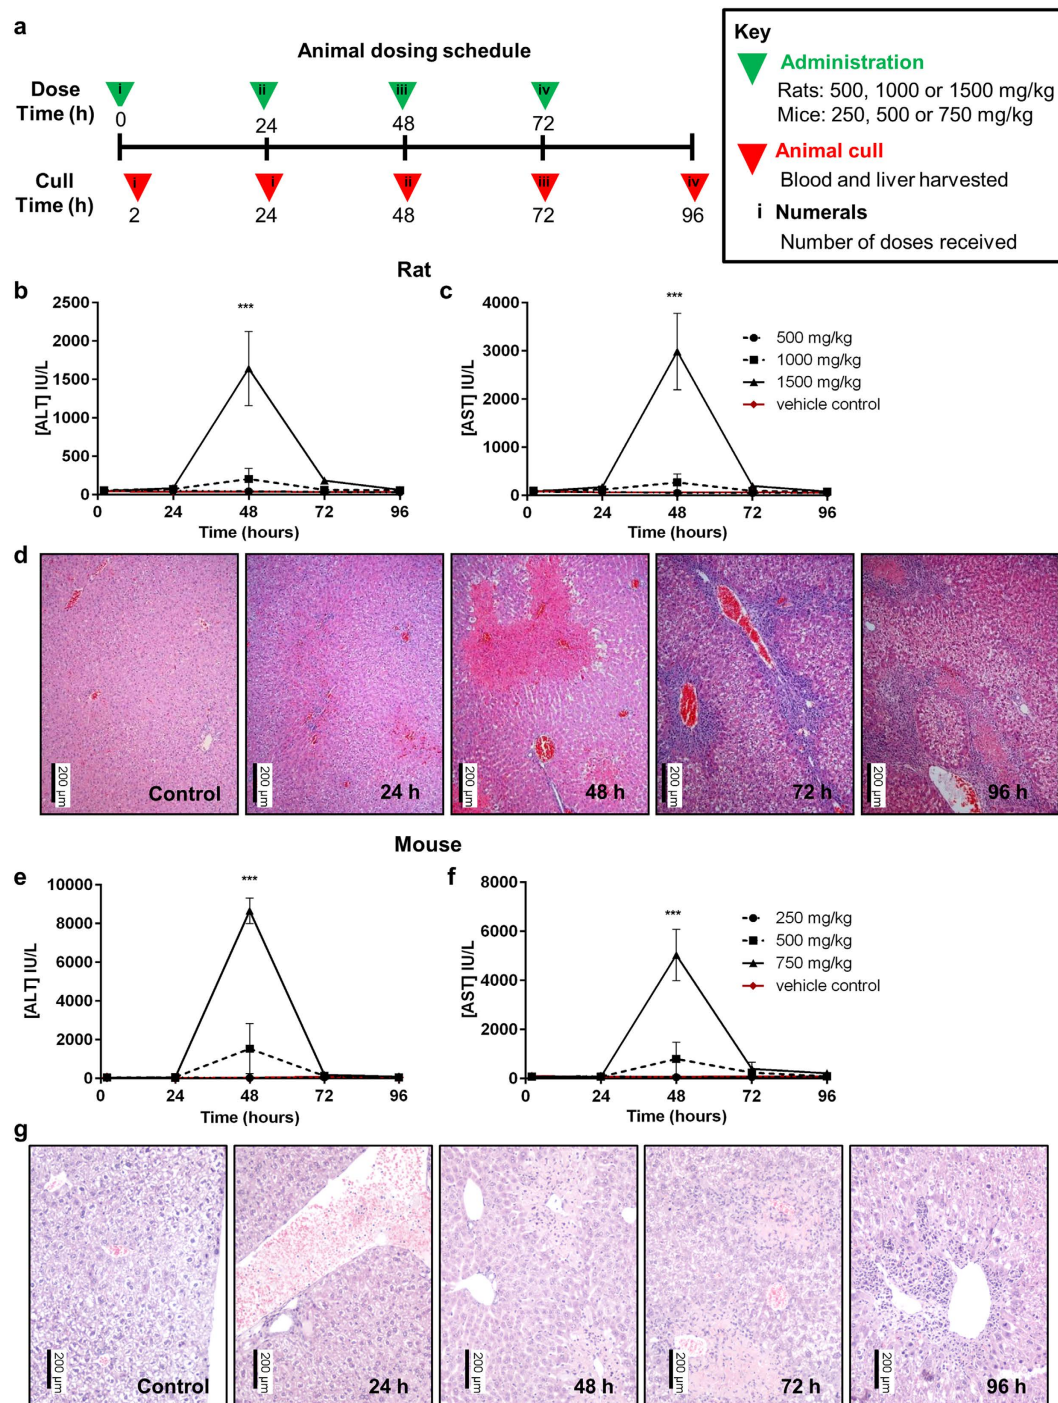 a
Animal dosing schedule
Dose
Time (h)
i ii iii iv
0 24 48 72
Cull
Time (h)
i i ii iii iv
2 24 48 72 96
Key
Administration
Rats: 500, 1000 or 1500 mg/kg
Mice: 250, 500 or 750 mg/kg
Animal cull
Blood and liver harvested
i Numerals
Number of doses received
Rat
b
[ALT] IU/L
2500
2000
1500
1000
500
0
***
0 24 48 72 96
Time (hours)
c
[AST] IU/L
4000
3000
2000
1000
0
***
0 24 48 72 96
Time (hours)
500 mg/kg
1000 mg/kg
1500 mg/kg
vehicle control
d
200 µm
Control
200 µm
24 h
200 µm
48 h
200 µm
72 h
200 µm
96 h
Mouse
e
[ALT] IU/L
10000
8000
6000
4000
2000
0
***
0 24 48 72 96
Time (hours)
f
[AST] IU/L
8000
6000
4000
2000
0
***
0 24 48 72 96
Time (hours)
250 mg/kg
500 mg/kg
750 mg/kg
vehicle control
g
200 µm
Control
200 µm
24 h
200 µm
48 h
200 µm
72 h
200 µm
96 h